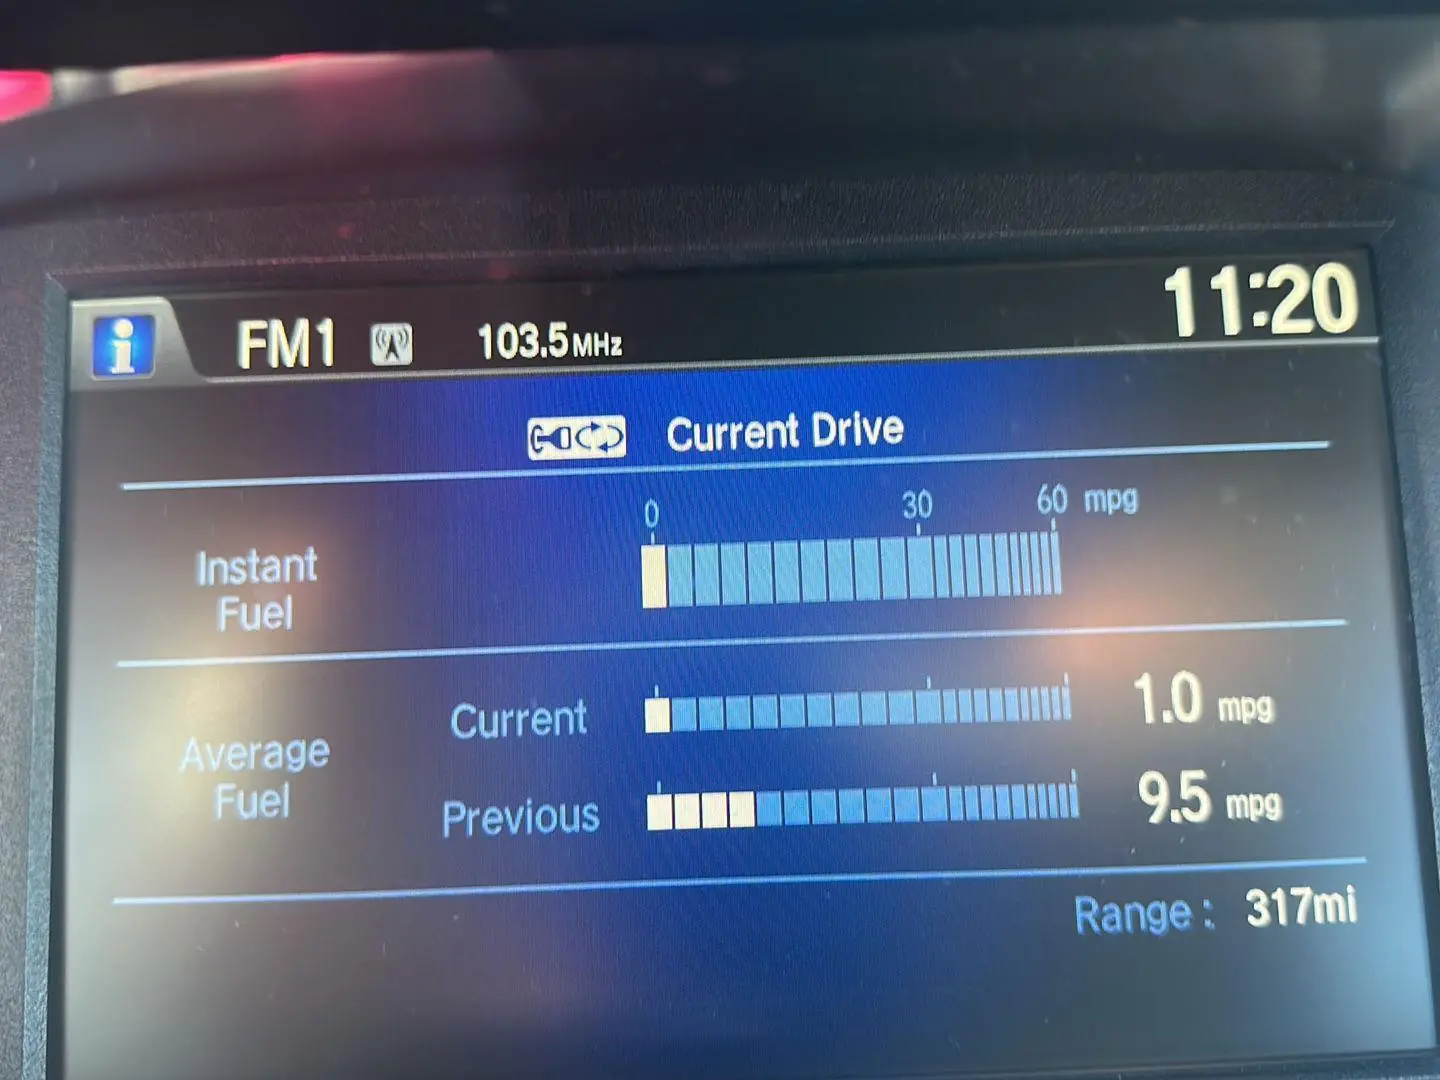 i FM1 103.5MHz 11:20
Current Drive
0 30 60 mpg
Instant
Fuel
Average
Fuel
Current 1.0 mpg
Previous 9.5 mpg
Range : 317mi